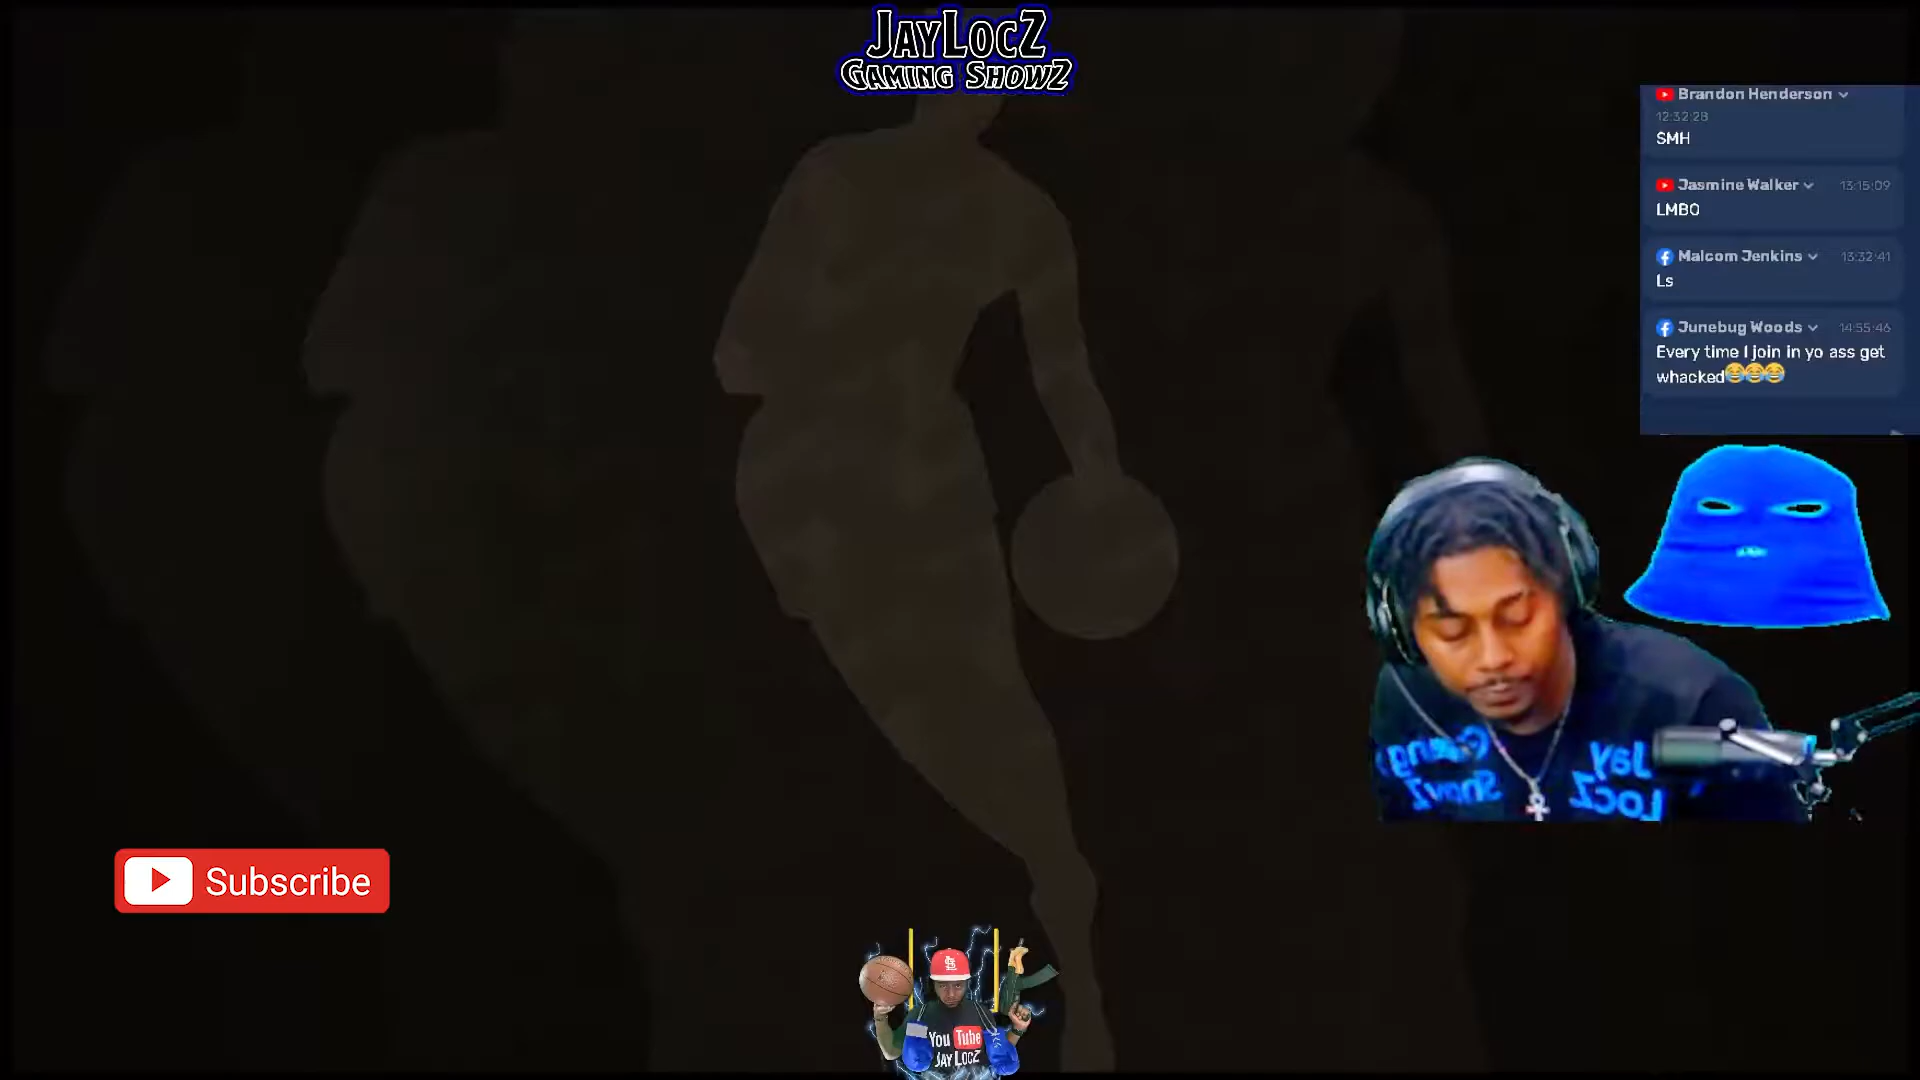 JayLocZ
Gaming ShowZ
Brandon Henderson
12:32:28
SMH
Jasmine Walker 13:15:09
LMBO
Malcom Jenkins 13:32:41
Ls
Junebug Woods 14:55:46
Every time I join in yo ass get
whacked😂😂😂
Jay
LocZ
ShowZ
Subscribe
You Tube
Jay LocZ